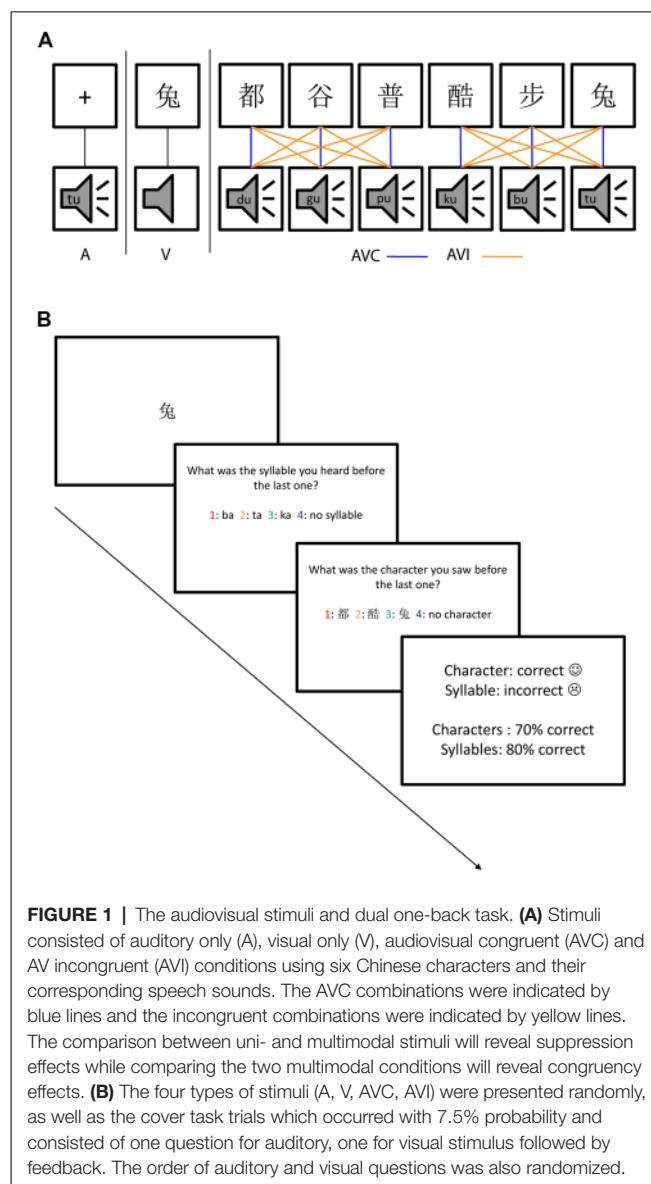 A
+ 兔 都 谷 普 酷 步 兔
tu du gu pu ku bu tu
A V AVC AVI
B
兔
What was the syllable you heard before
the last one?
1: ba 2: ta 3: ka 4: no syllable
What was the character you saw before
the last one?
1: 都 2: 酷 3: 兔 4: no character
Character: correct ☺
Syllable: incorrect ☹
Characters : 70% correct
Syllables: 80% correct
FIGURE 1 | The audiovisual stimuli and dual one-back task. (A) Stimuli
consisted of auditory only (A), visual only (V), audiovisual congruent (AVC) and
AV incongruent (AVI) conditions using six Chinese characters and their
corresponding speech sounds. The AVC combinations were indicated by
blue lines and the incongruent combinations were indicated by yellow lines.
The comparison between uni- and multimodal stimuli will reveal suppression
effects while comparing the two multimodal conditions will reveal congruency
effects. (B) The four types of stimuli (A, V, AVC, AVI) were presented randomly,
as well as the cover task trials which occurred with 7.5% probability and
consisted of one question for auditory, one for visual stimulus followed by
feedback. The order of auditory and visual questions was also randomized.